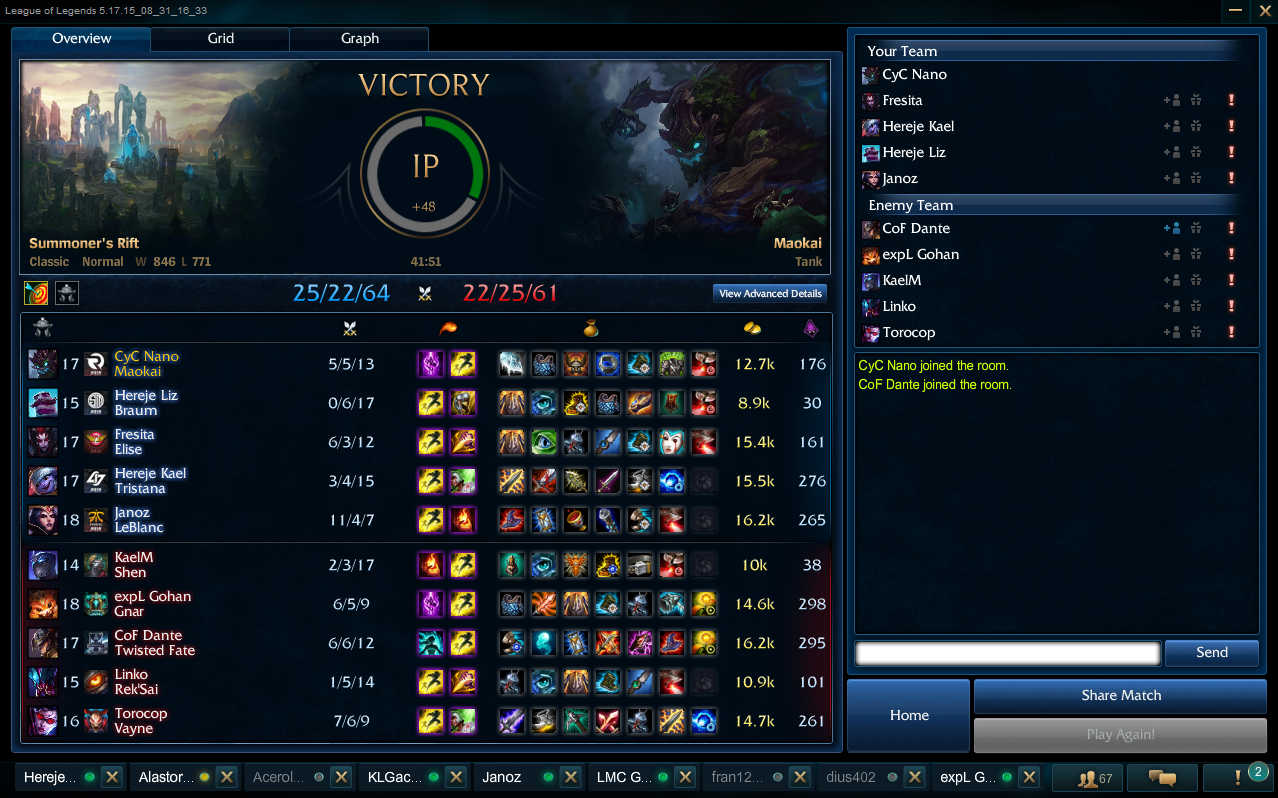 League of Legends 5.17.15_08_31_16_33
Overview Grid Graph
VICTORY
IP
+48
Summoner's Rift
Classic Normal W 846 L 771
41:51
Maokai
Tank
25/22/64 22/25/61 View Advanced Details
17 CyC Nano 5/5/13 12.7k 176
Maokai
15 Hereje Liz 0/6/17 8.9k 30
Braum
17 Fresita 6/3/12 15.4k 161
Elise
17 Hereje Kael 3/4/15 15.5k 276
Tristana
18 Janoz 11/4/7 16.2k 265
LeBlanc
14 KaelM 2/3/17 10k 38
Shen
18 expL Gohan 6/5/9 14.6k 298
Gnar
17 CoF Dante 6/6/12 16.2k 295
Twisted Fate
15 Linko 1/5/14 10.9k 101
Rek'Sai
16 Torocop 7/6/9 14.7k 261
Vayne
Your Team
CyC Nano
Fresita
Hereje Kael
Hereje Liz
Janoz
Enemy Team
CoF Dante
expL Gohan
KaelM
Linko
Torocop
CyC Nano joined the room.
CoF Dante joined the room.
Send
Home
Share Match
Play Again!
Hereje... Alastor... Acerol... KLGac... Janoz LMC G... fran12... dius402 expL G... 67 2